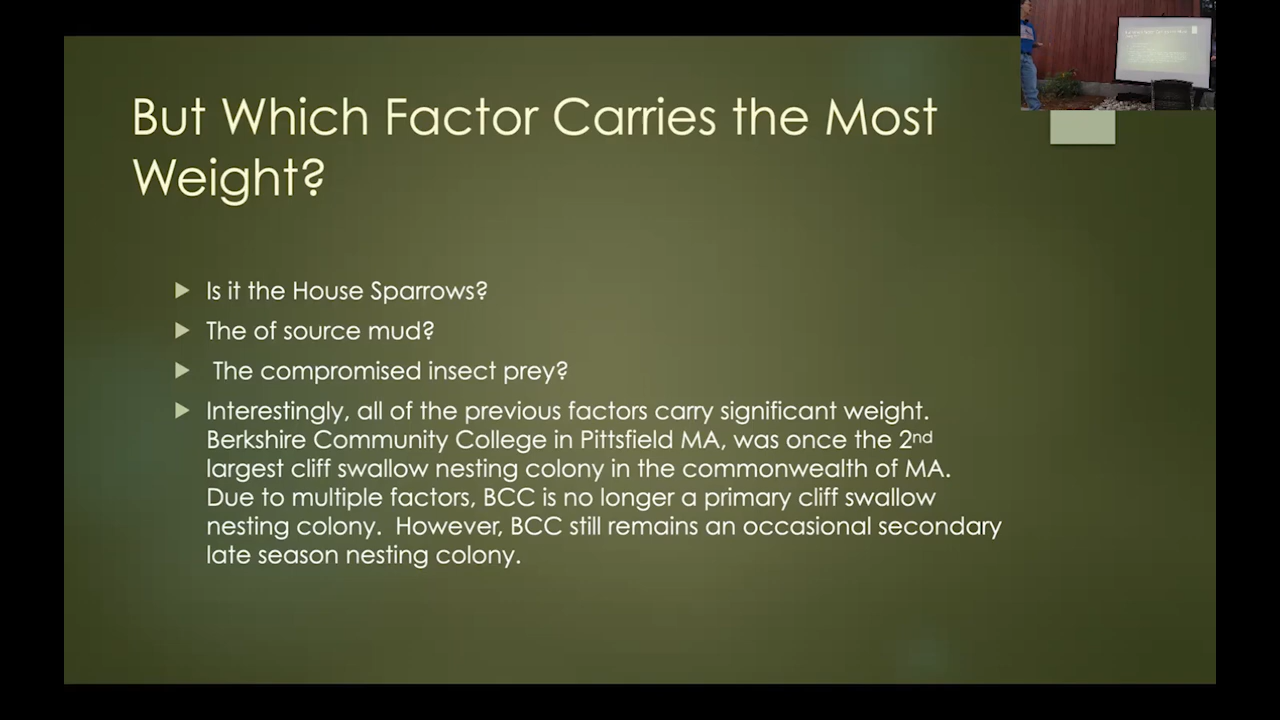 But Which Factor Carries the Most
Weight?
Is it the House Sparrows?
The of source mud?
The compromised insect prey?
Interestingly, all of the previous factors carry significant weight.
Berkshire Community College in Pittsfield MA, was once the 2nd
largest cliff swallow nesting colony in the commonwealth of MA.
Due to multiple factors, BCC is no longer a primary cliff swallow
nesting colony. However, BCC still remains an occasional secondary
late season nesting colony.